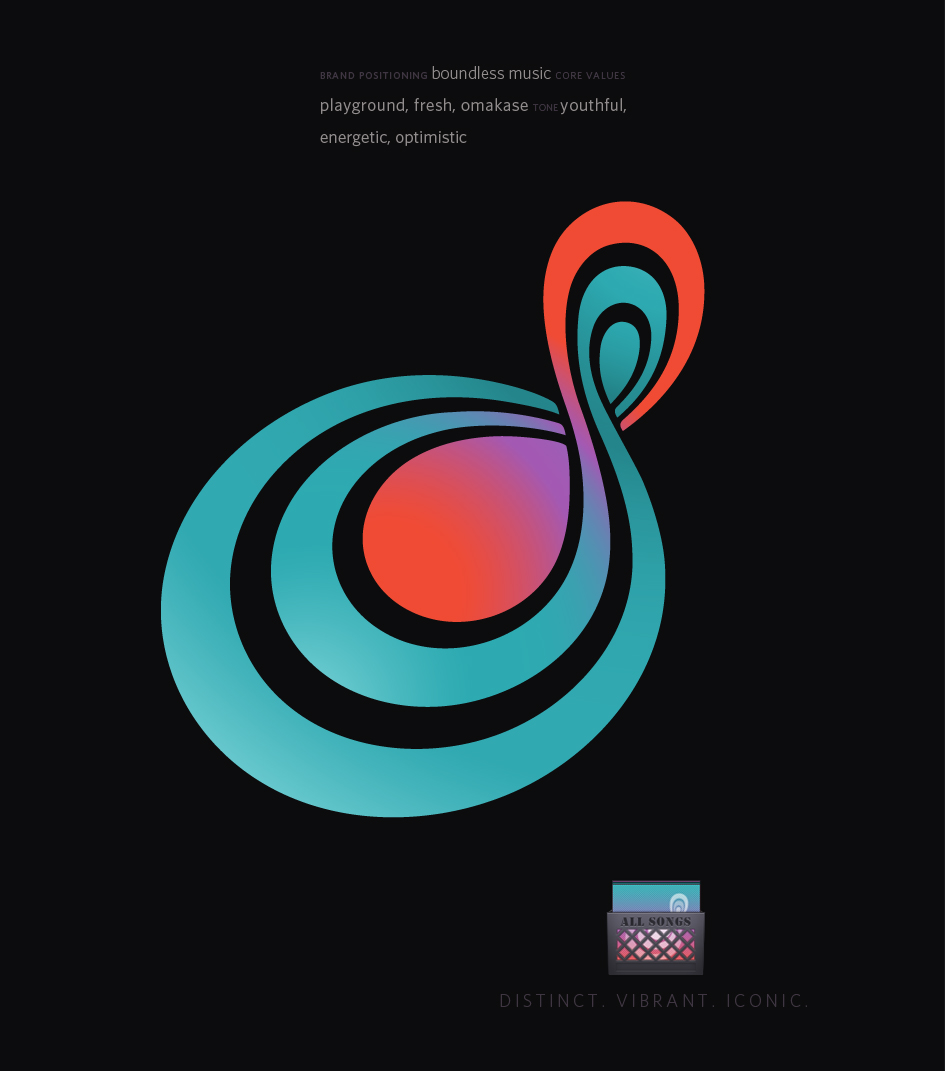 BRAND POSITIONING boundless music CORE VALUES
playground, fresh, omakase TONE youthful,
energetic, optimistic
ALL SONGS
DISTINCT. VIBRANT. ICONIC.